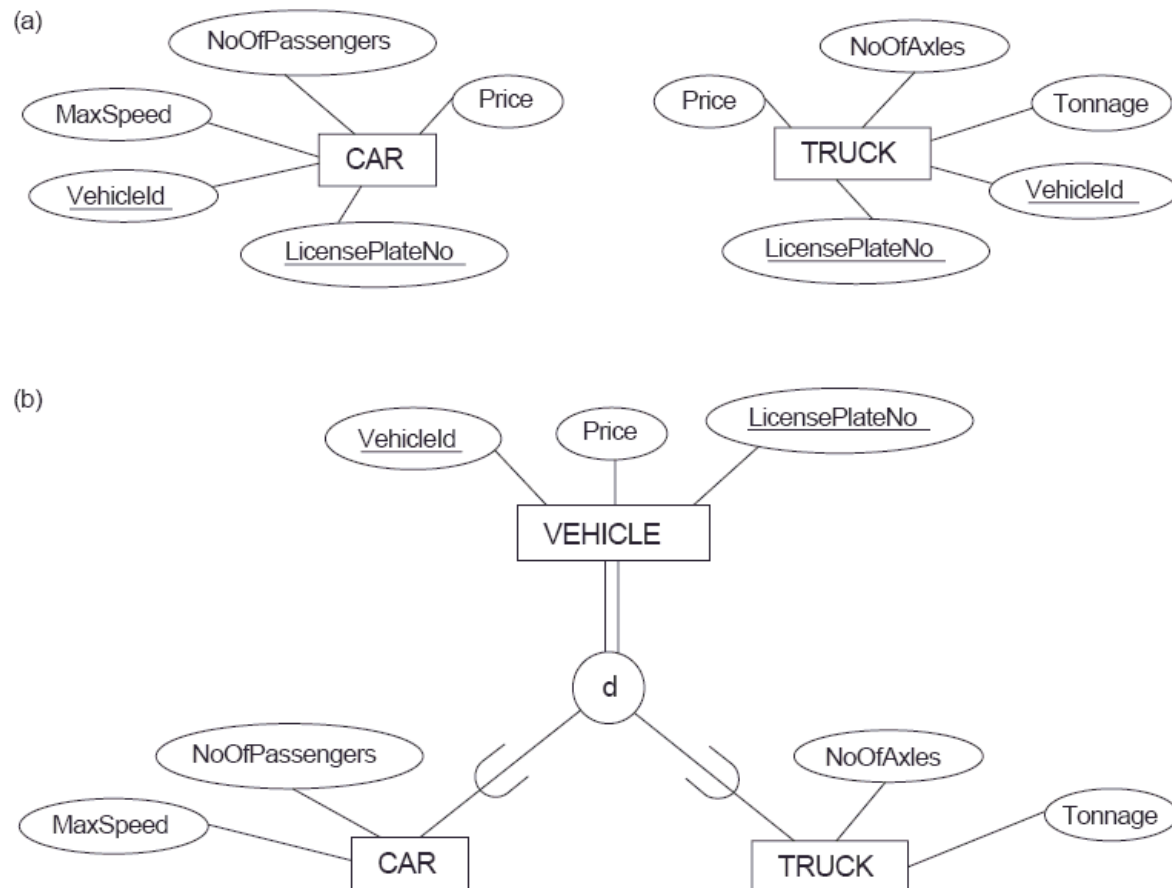 (a)
NoOfPassengers
NoOfAxles
MaxSpeed
Price
Price
Tonnage
CAR
TRUCK
VehicleId
VehicleId
LicensePlateNo
LicensePlateNo
(b)
VehicleId
Price
LicensePlateNo
VEHICLE
d
NoOfPassengers
NoOfAxles
MaxSpeed
Tonnage
CAR
TRUCK